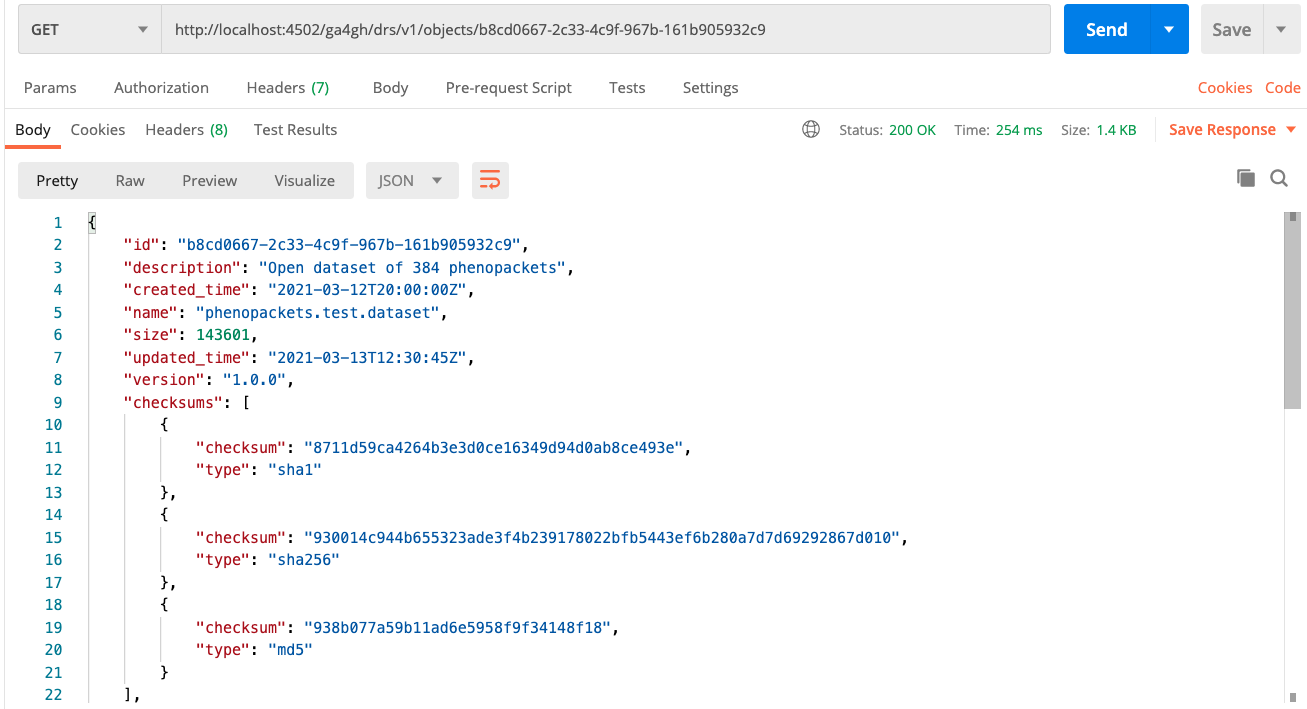 GET http://localhost:4502/ga4gh/drs/v1/objects/b8cd0667-2c33-4c9f-967b-161b905932c9 Send Save
Params Authorization Headers (7) Body Pre-request Script Tests Settings Cookies Code
Body Cookies Headers (8) Test Results Status: 200 OK Time: 254 ms Size: 1.4 KB Save Response
Pretty Raw Preview Visualize JSON
1 {
2 "id": "b8cd0667-2c33-4c9f-967b-161b905932c9",
3 "description": "Open dataset of 384 phenopackets",
4 "created_time": "2021-03-12T20:00:00Z",
5 "name": "phenopackets.test.dataset",
6 "size": 143601,
7 "updated_time": "2021-03-13T12:30:45Z",
8 "version": "1.0.0",
9 "checksums": [
10 {
11 "checksum": "8711d59ca4264b3e3d0ce16349d94d0ab8ce493e",
12 "type": "sha1"
13 },
14 {
15 "checksum": "930014c944b655323ade3f4b239178022bfb5443ef6b280a7d7d69292867d010",
16 "type": "sha256"
17 },
18 {
19 "checksum": "938b077a59b11ad6e5958f9f34148f18",
20 "type": "md5"
21 }
22 ],